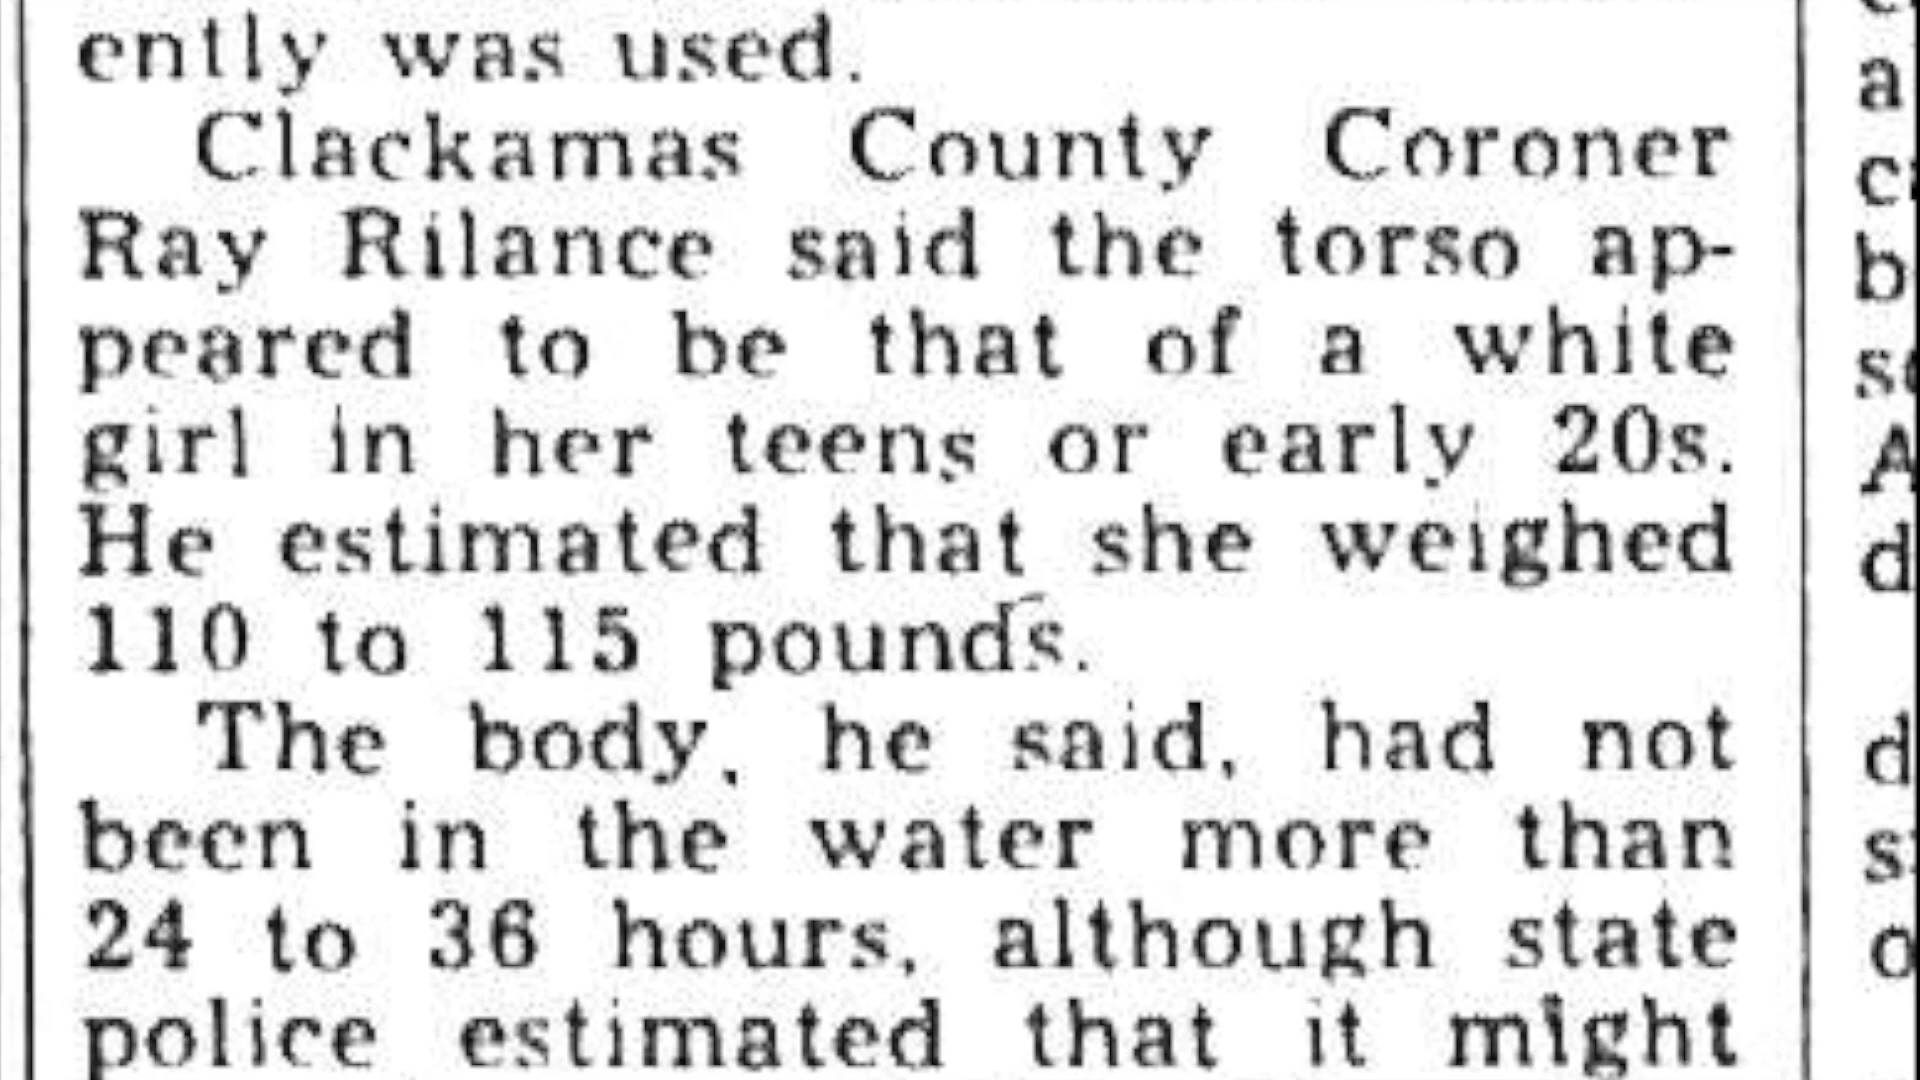 ently was used.
Clackamas County Coroner
Ray Rilance said the torso ap-
peared to be that of a white
girl in her teens or early 20s.
He estimated that she weighed
110 to 115 pounds.
The body, he said, had not
been in the water more than
24 to 36 hours, although state
police estimated that it might
a
b
A
d
d
o